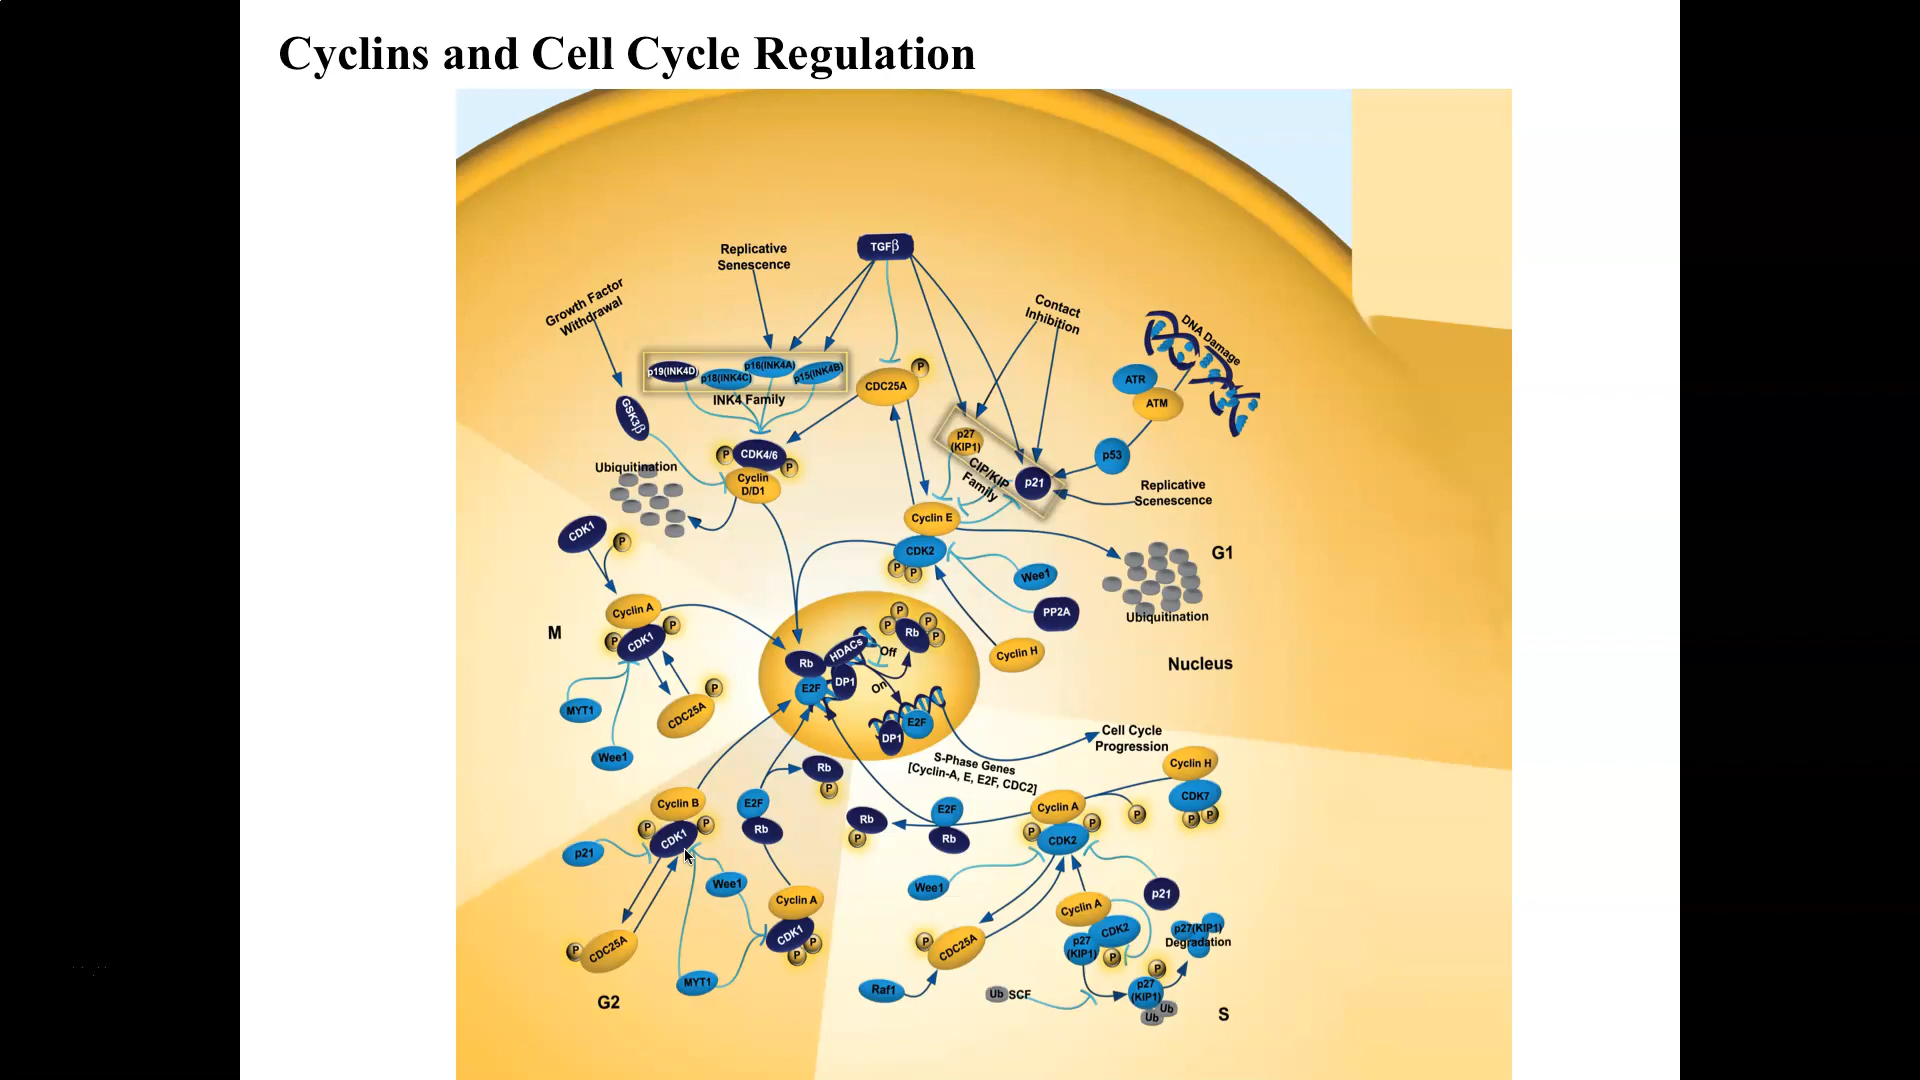 Cyclins and Cell Cycle Regulation
TGFβ
Replicative
Senescence
Growth Factor
Withdrawal
Contact
Inhibition
DNA Damage
ATR
ATM
p53
p19(INK4D)
p18(INK4C)
p16(INK4A)
p15(INK4B)
INK4 Family
CDC25A
P
GSK3β
p27
(KIP1)
CIP/KIP
Family
p21
Replicative
Scenescence
P
CDK4/6
P
Cyclin
D/D1
Ubiquitination
Cyclin E
CDK2
P
P
G1
Wee1
PP2A
Ubiquitination
Cyclin H
Nucleus
CDK1
P
Cyclin A
P
CDK1
P
M
MYT1
Wee1
CDC25A
P
Rb
HDACs
Off
P
P
P
P
Rb
E2F
DP1
On
E2F
DP1
S-Phase Genes
[Cyclin-A, E, E2F, CDC2]
Cell Cycle
Progression
Rb
P
Cyclin B
P
CDK1
P
E2F
Rb
p21
Wee1
Cyclin A
CDK1
P
P
CDC25A
P
MYT1
G2
Rb
P
E2F
Rb
Cyclin A
P
CDK2
P
P
Cyclin H
CDK7
P
P
Wee1
p21
Cyclin A
CDK2
p27
(KIP1)
P
p27(KIP1)
Degradation
P
CDC25A
Raf1
Ub
SCF
P
p27
(KIP1)
Ub
Ub
S